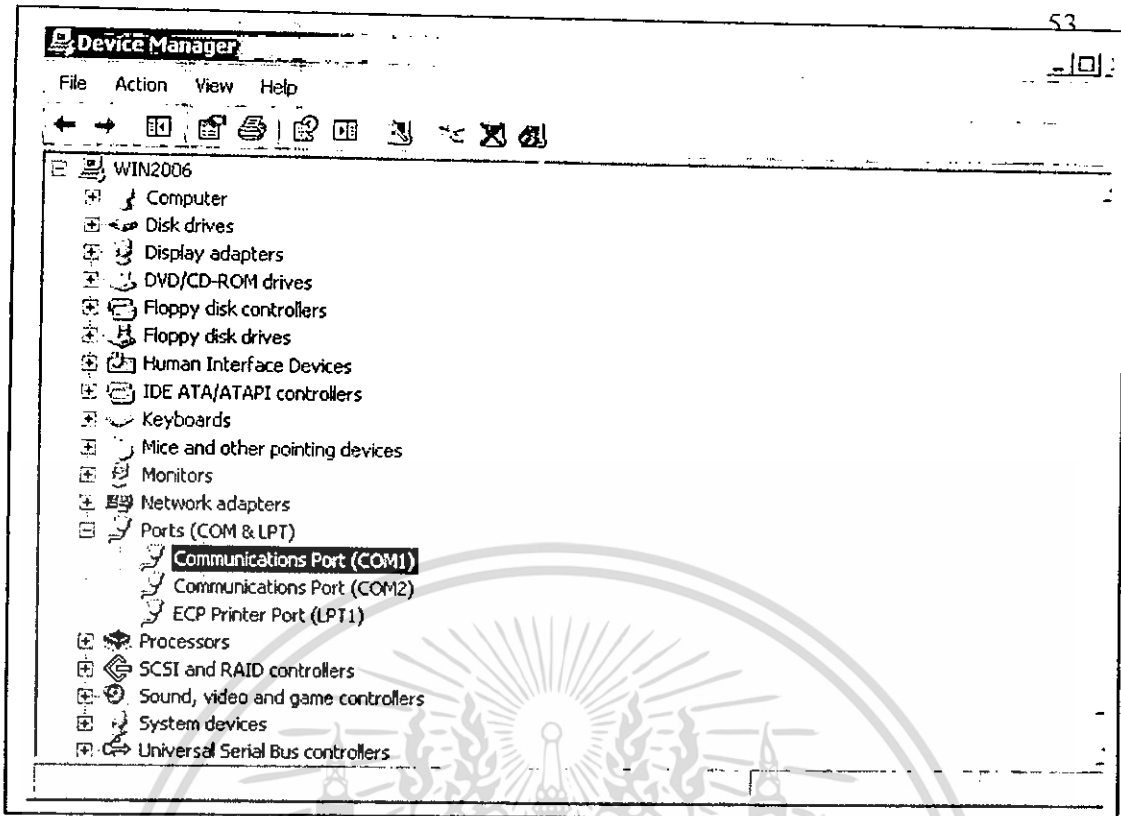 53
Device Manager
File Action View Help
WIN2006
Computer
Disk drives
Display adapters
DVD/CD-ROM drives
Floppy disk controllers
Floppy disk drives
Human Interface Devices
IDE ATA/ATAPI controllers
Keyboards
Mice and other pointing devices
Monitors
Network adapters
Ports (COM & LPT)
Communications Port (COM1)
Communications Port (COM2)
ECP Printer Port (LPT1)
Processors
SCSI and RAID controllers
Sound, video and game controllers
System devices
Universal Serial Bus controllers